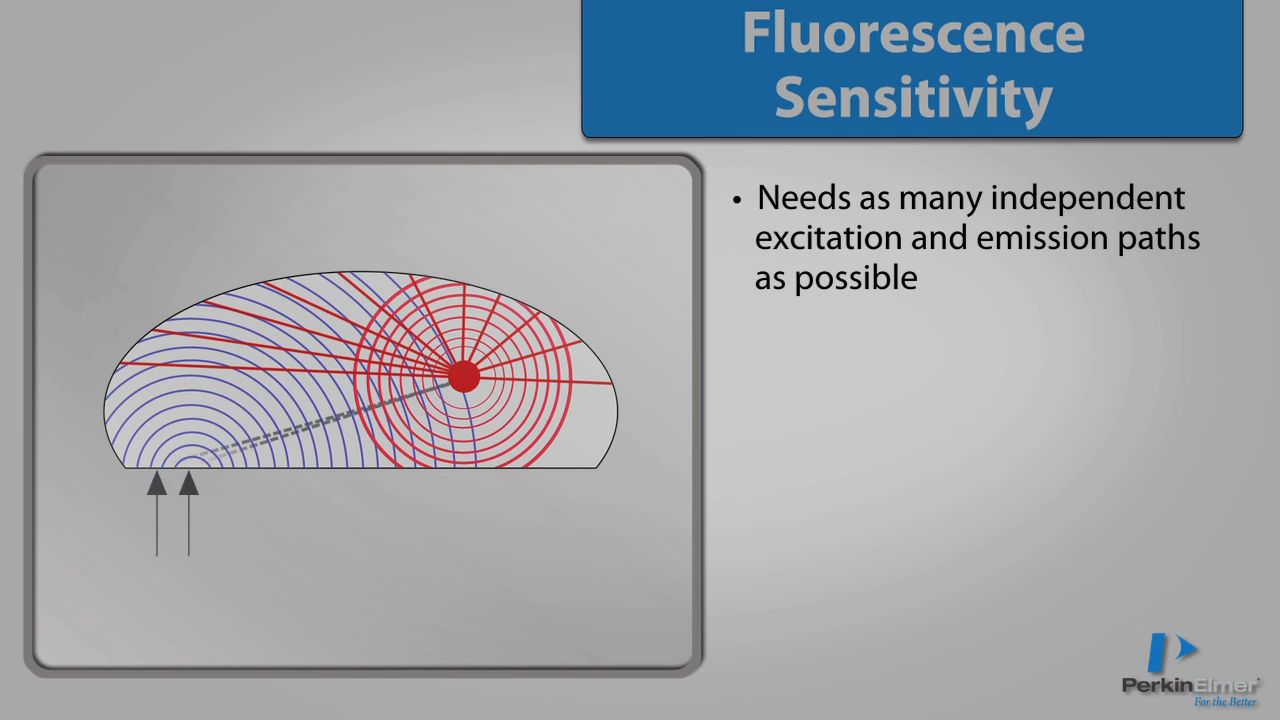 Fluorescence
Sensitivity
• Needs as many independent
excitation and emission paths
as possible
PerkinElmer
For the Better